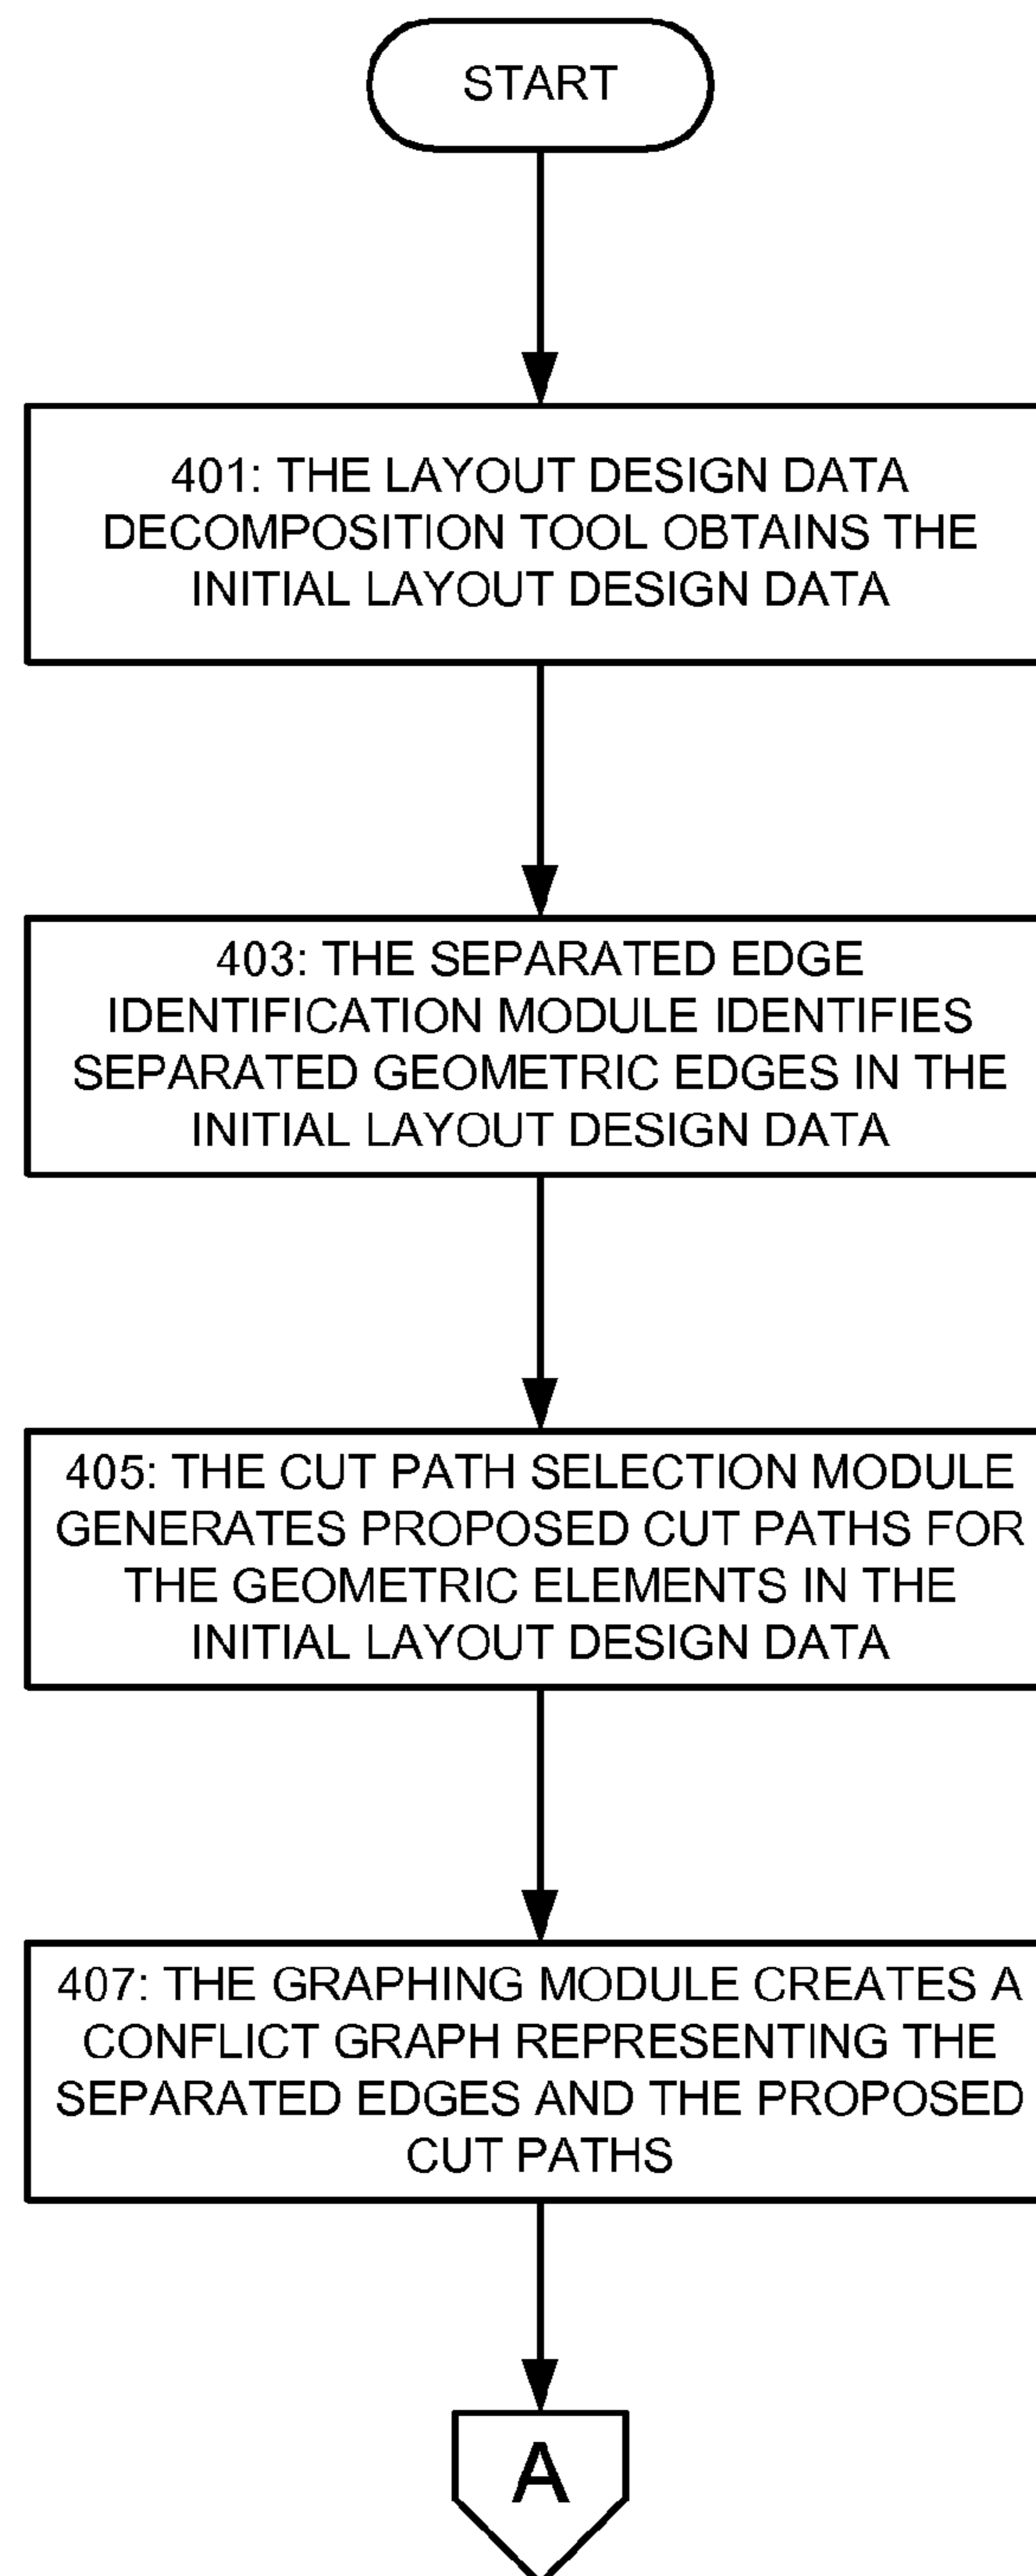 START
401: THE LAYOUT DESIGN DATA
DECOMPOSITION TOOL OBTAINS THE
INITIAL LAYOUT DESIGN DATA
403: THE SEPARATED EDGE
IDENTIFICATION MODULE IDENTIFIES
SEPARATED GEOMETRIC EDGES IN THE
INITIAL LAYOUT DESIGN DATA
405: THE CUT PATH SELECTION MODULE
GENERATES PROPOSED CUT PATHS FOR
THE GEOMETRIC ELEMENTS IN THE
INITIAL LAYOUT DESIGN DATA
407: THE GRAPHING MODULE CREATES A
CONFLICT GRAPH REPRESENTING THE
SEPARATED EDGES AND THE PROPOSED
CUT PATHS
A